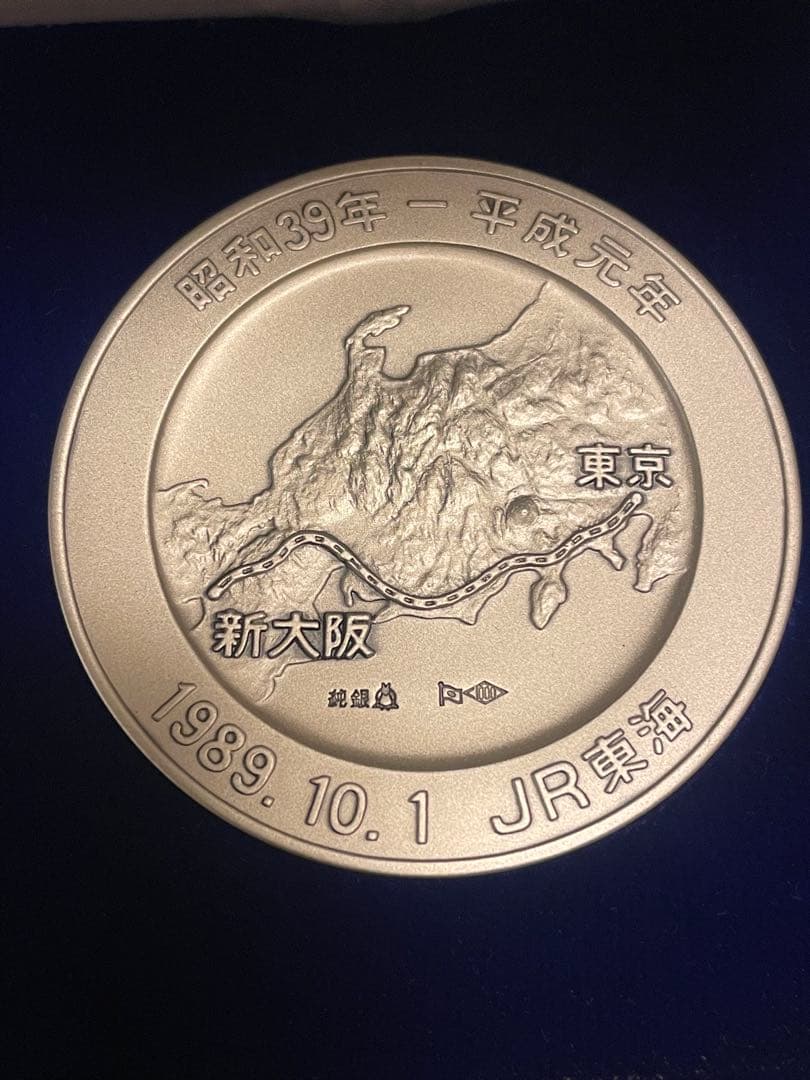 昭和39年 ー 平成元年
東京
新大阪
純銀
1989.10.1 JR東海